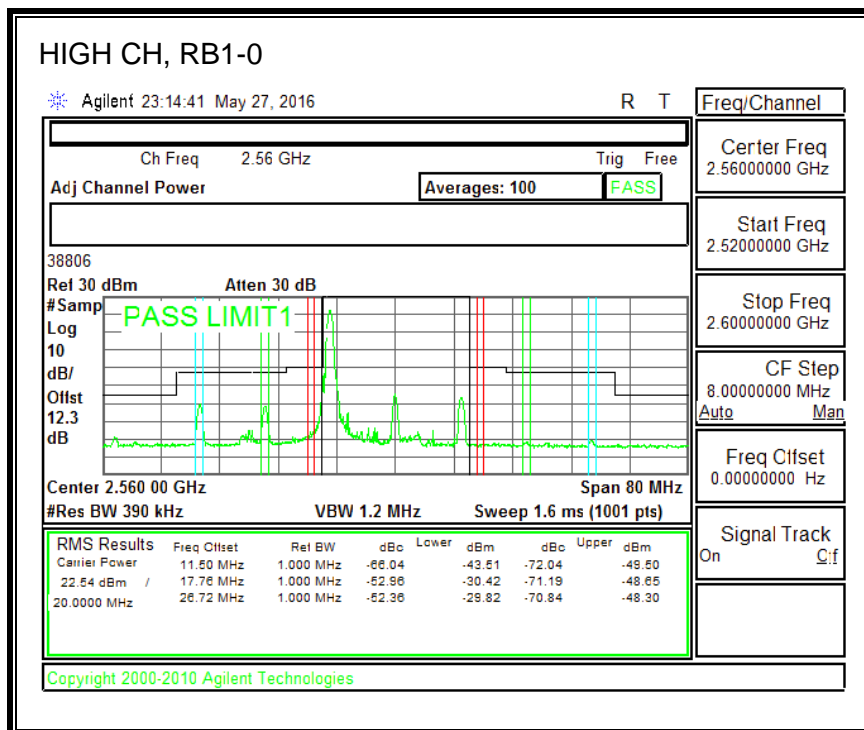 HIGH CH, RB1-0
Agilent 23:14:41 May 27, 2016 R T
Ch Freq 2.56 GHz Trig Free
Adj Channel Power Averages: 100 PASS
38806
Ref 30 dBm Atten 30 dB
#Samp
Log
10
dB/
Offst
12.3
dB
PASS LIMIT1
Center 2.560 00 GHz Span 80 MHz
#Res BW 390 kHz VBW 1.2 MHz Sweep 1.6 ms (1001 pts)
RMS Results Freq Offset Ref BW dBc Lower dBm dBc Upper dBm
Carrier Power 11.50 MHz 1.000 MHz -66.04 -43.51 -72.04 -49.50
22.54 dBm / 17.76 MHz 1.000 MHz -52.96 -30.42 -71.19 -48.65
20.0000 MHz 26.72 MHz 1.000 MHz -52.36 -29.82 -70.84 -48.30
Copyright 2000-2010 Agilent Technologies
Freq/Channel
Center Freq
2.56000000 GHz
Start Freq
2.52000000 GHz
Stop Freq
2.60000000 GHz
CF Step
8.00000000 MHz
Auto Man
Freq Offset
0.00000000 Hz
Signal Track
On Off